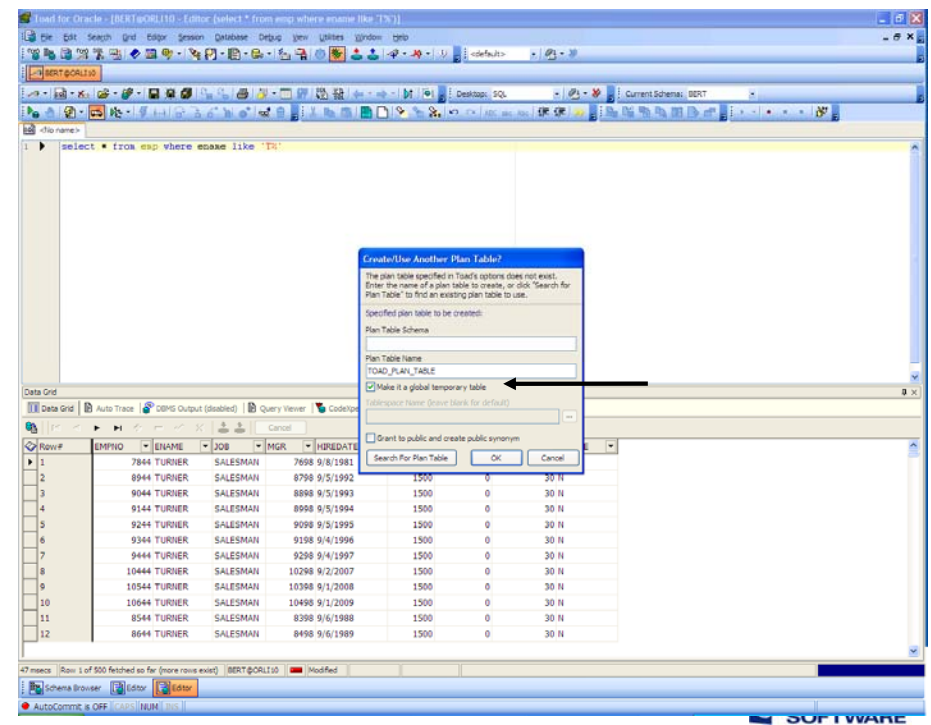 Toad for Oracle - [BERT@ORLI10 - Editor (select * from emp where ename like 'T%')]
File Edit Search Grid Editor Session Database Debug View Utilities Window Help
<default>
BERT@ORLI10
Desktop: SQL Current Schema: BERT
<No name>
1 select * from emp where ename like 'T%'
Create/Use Another Plan Table?
The plan table specified in Toad's options does not exist.
Enter the name of a plan table to create, or click "Search for
Plan Table" to find an existing plan table to use.
Specified plan table to be created:
Plan Table Schema
Plan Table Name
TOAD_PLAN_TABLE
Make it a global temporary table
Tablespace Name (leave blank for default)
...
Grant to public and create public synonym
Search For Plan Table OK Cancel
Data Grid
Data Grid Auto Trace DBMS Output (disabled) Query Viewer CodeXpe
Cancel
Row# EMPNO ENAME JOB MGR HIREDATE
1 7844 TURNER SALESMAN 7698 9/8/1981
2 8944 TURNER SALESMAN 8798 9/5/1992 1500 0 30 N
3 9044 TURNER SALESMAN 8898 9/5/1993 1500 0 30 N
4 9144 TURNER SALESMAN 8998 9/5/1994 1500 0 30 N
5 9244 TURNER SALESMAN 9098 9/5/1995 1500 0 30 N
6 9344 TURNER SALESMAN 9198 9/4/1996 1500 0 30 N
7 9444 TURNER SALESMAN 9298 9/4/1997 1500 0 30 N
8 10444 TURNER SALESMAN 10298 9/2/2007 1500 0 30 N
9 10544 TURNER SALESMAN 10398 9/1/2008 1500 0 30 N
10 10644 TURNER SALESMAN 10498 9/1/2009 1500 0 30 N
11 8544 TURNER SALESMAN 8398 9/6/1988 1500 0 30 N
12 8644 TURNER SALESMAN 8498 9/6/1989 1500 0 30 N
47 msecs Row 1 of 500 fetched so far (more rows exist) BERT@ORLI10 Modified
Schema Browser Editor Editor
AutoCommit is OFF CAPS NUM INS
SOFTWARE